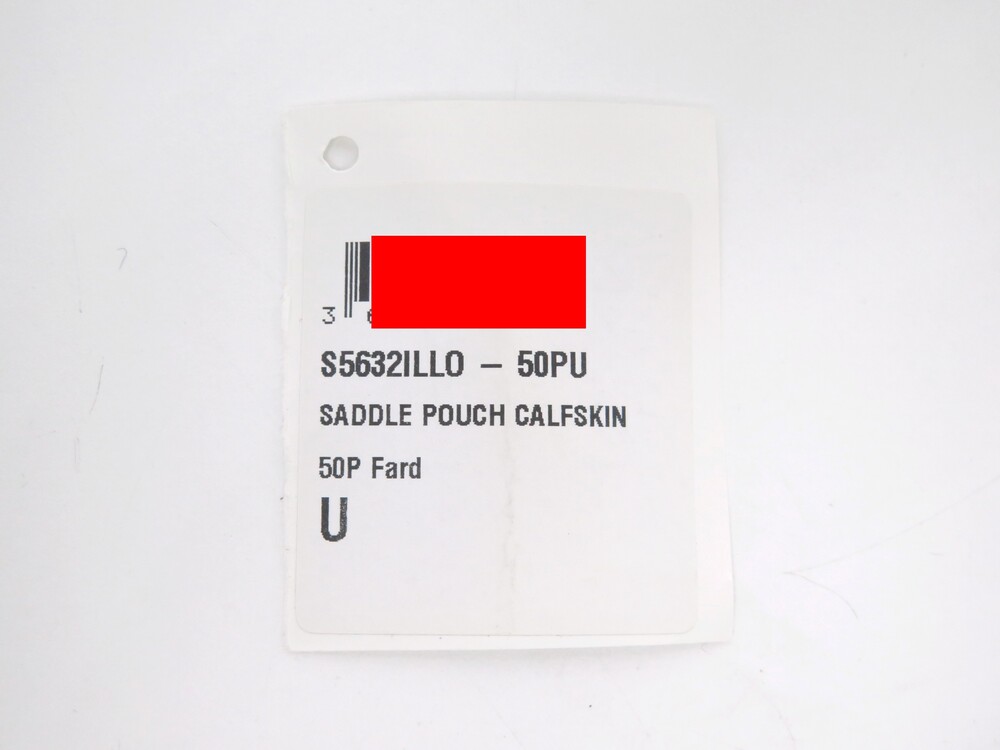 3
S5632ILLO – 50PU
SADDLE POUCH CALFSKIN
50P Fard
U